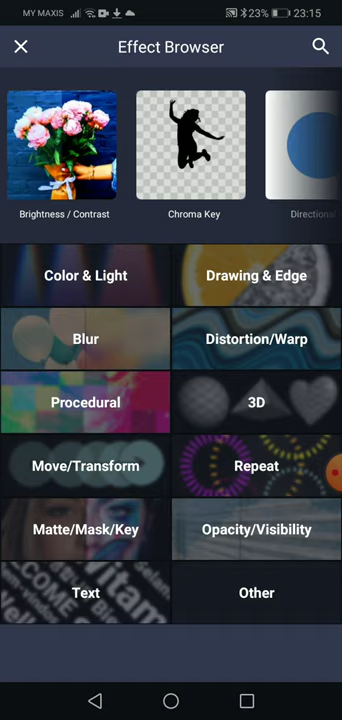 MY MAXIS 23% 23:15
Effect Browser
Brightness / Contrast Chroma Key Directional
Color & Light Drawing & Edge
Blur Distortion/Warp
Procedural 3D
Move/Transform Repeat
Matte/Mask/Key Opacity/Visibility
Text Other